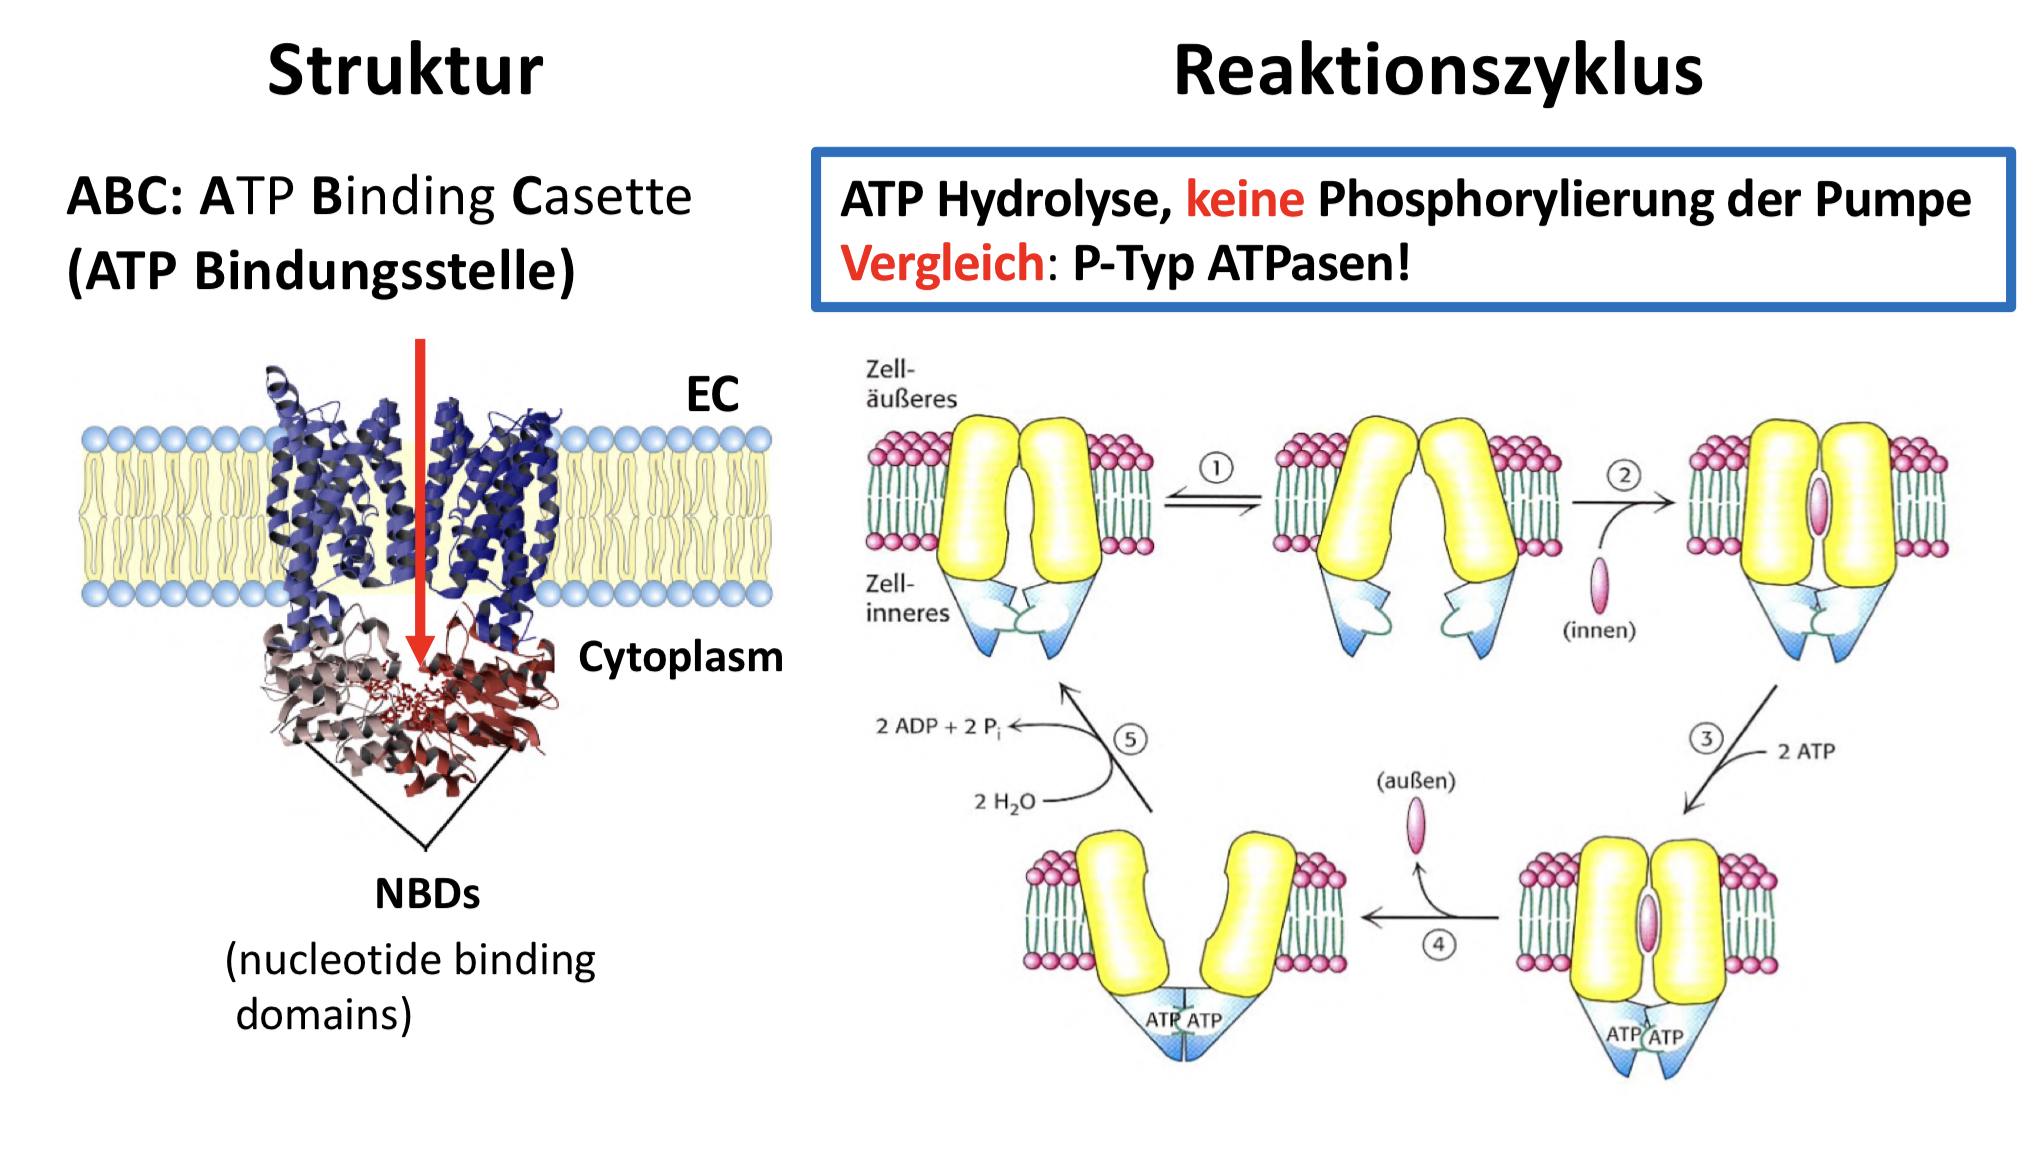 Struktur
ABC: ATP Binding Casette
(ATP Bindungsstelle)
EC
Cytoplasm
NBDs
(nucleotide binding
domains)
Reaktionszyklus
ATP Hydrolyse, keine Phosphorylierung der Pumpe
Vergleich: P-Typ ATPasen!
Zell-
äußeres
Zell-
inneres
1
2
(innen)
3
2 ATP
ATP ATP
4
(außen)
ATP ATP
5
2 ADP + 2 Pi
2 H₂O